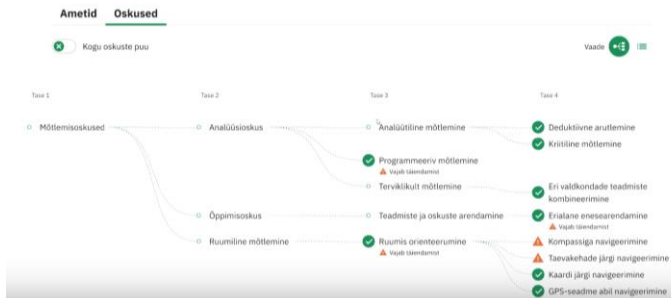 Ametid Oskused
Kogu oskuste puu
Vaade
Tase 1 Tase 2 Tase 3 Tase 4
Mõtlemisoskused Analüüsioskus Analüütiline mõtlemine Deduktiivne arutlemine
Kriitiline mõtlemine
Programmeeriv mõtlemine
Vajab täiendamist
Terviklikult mõtlemine Eri valdkondade teadmiste
kombineerimine
Õppimisoskus Teadmiste ja oskuste arendamine Erialane enesearendamine
Vajab täiendamist
Ruumiline mõtlemine Ruumis orienteerumine Kompassiga navigeerimine
Vajab täiendamist
Taevakehade järgi navigeerimine
Kaardi järgi navigeerimine
GPS-seadme abil navigeerimine